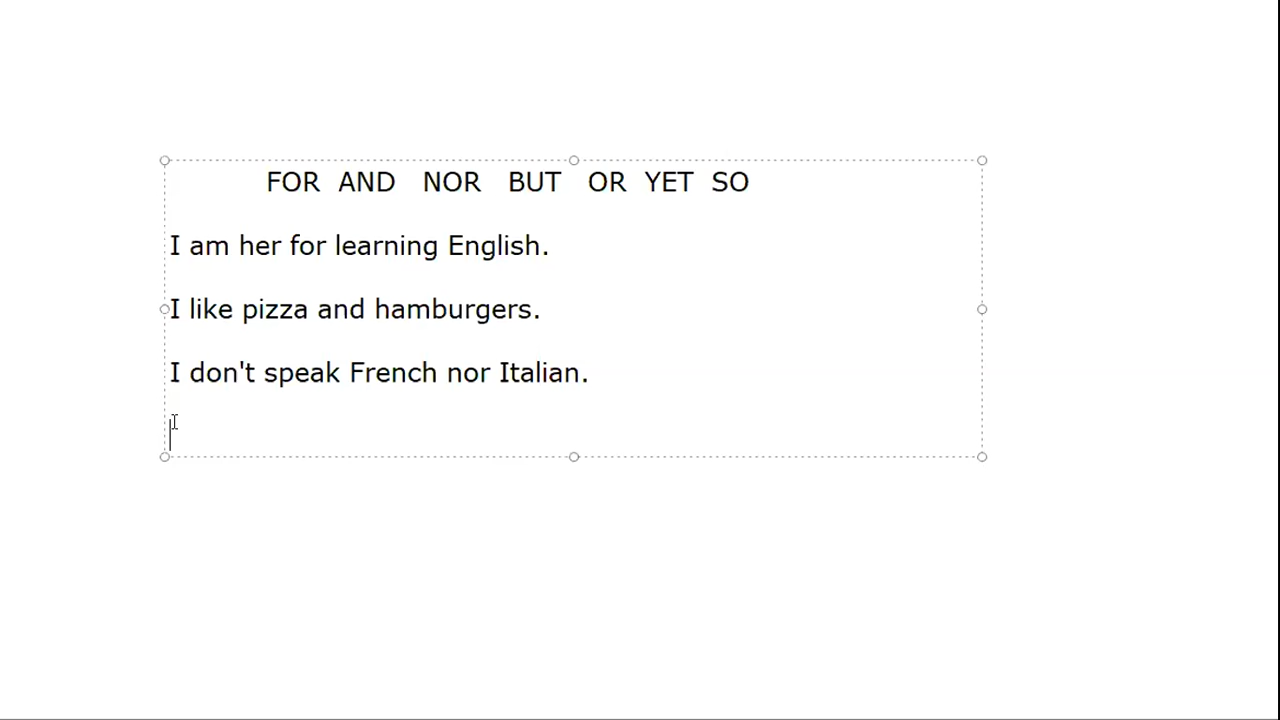 FOR AND NOR BUT OR YET SO
I am her for learning English.
I like pizza and hamburgers.
I don't speak French nor Italian.